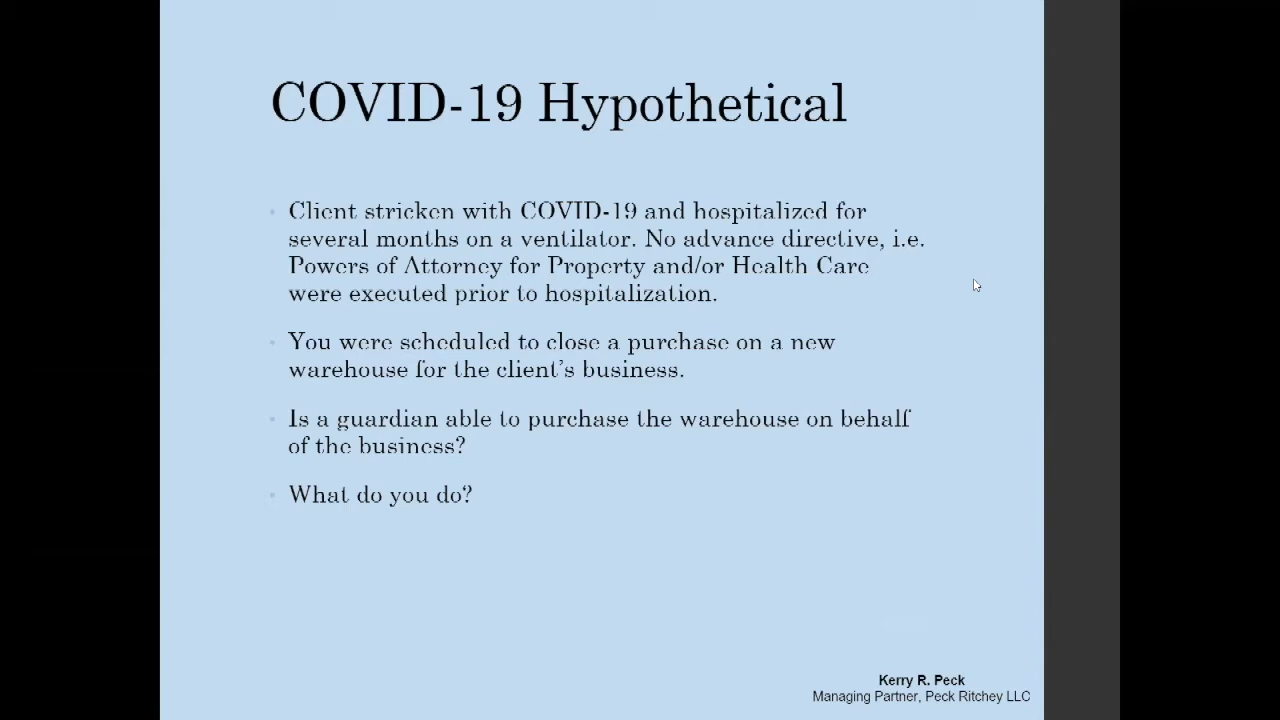 COVID-19 Hypothetical
Client stricken with COVID-19 and hospitalized for
several months on a ventilator. No advance directive, i.e.
Powers of Attorney for Property and/or Health Care
were executed prior to hospitalization.
You were scheduled to close a purchase on a new
warehouse for the client's business.
Is a guardian able to purchase the warehouse on behalf
of the business?
What do you do?
Kerry R. Peck
Managing Partner, Peck Ritchey LLC